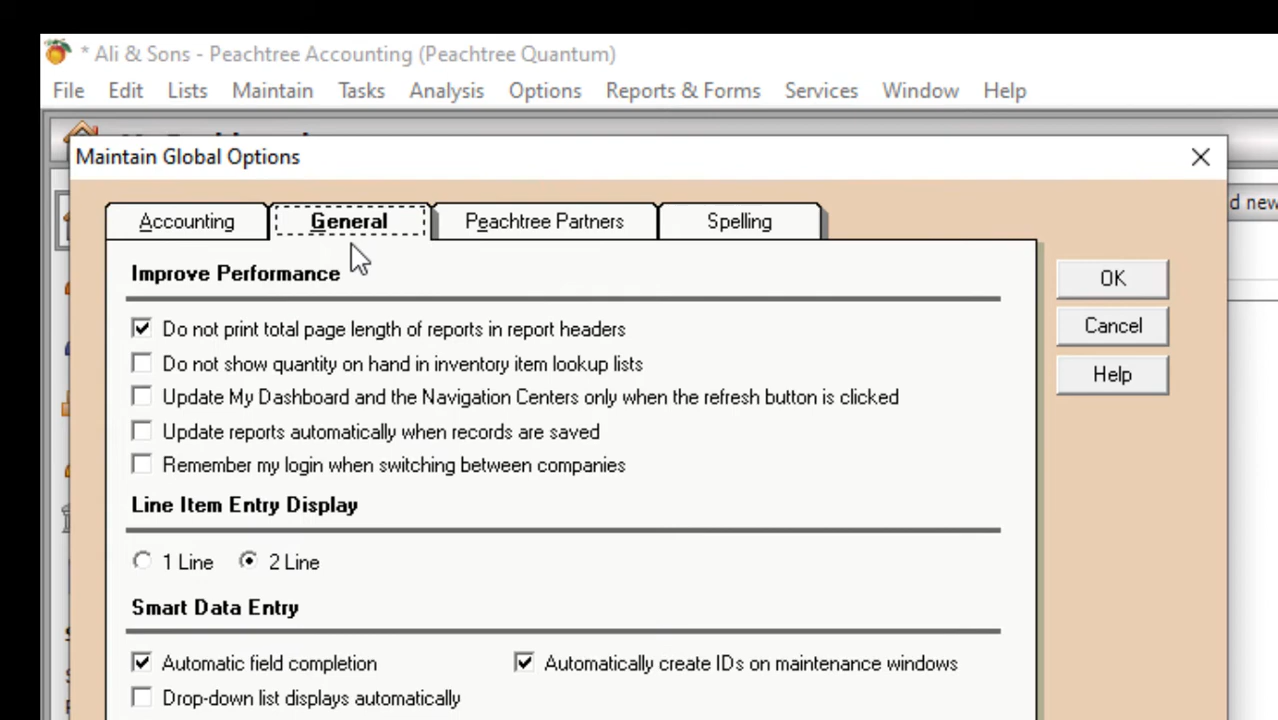 * Ali & Sons - Peachtree Accounting (Peachtree Quantum)
File Edit Lists Maintain Tasks Analysis Options Reports & Forms Services Window Help
Maintain Global Options
d new
Accounting General Peachtree Partners Spelling
Improve Performance
OK
Do not print total page length of reports in report headers
Cancel
Do not show quantity on hand in inventory item lookup lists
Help
Update My Dashboard and the Navigation Centers only when the refresh button is clicked
Update reports automatically when records are saved
Remember my login when switching between companies
Line Item Entry Display
1 Line 2 Line
Smart Data Entry
Automatic field completion Automatically create IDs on maintenance windows
Drop-down list displays automatically